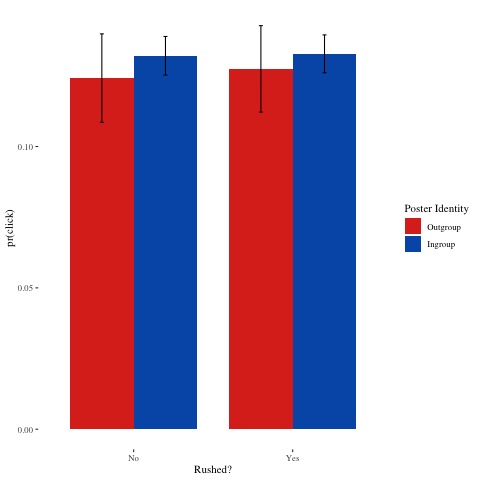 0.10
0.05
0.00
pr(click)
No
Yes
Rushed?
Poster Identity
Outgroup
Ingroup